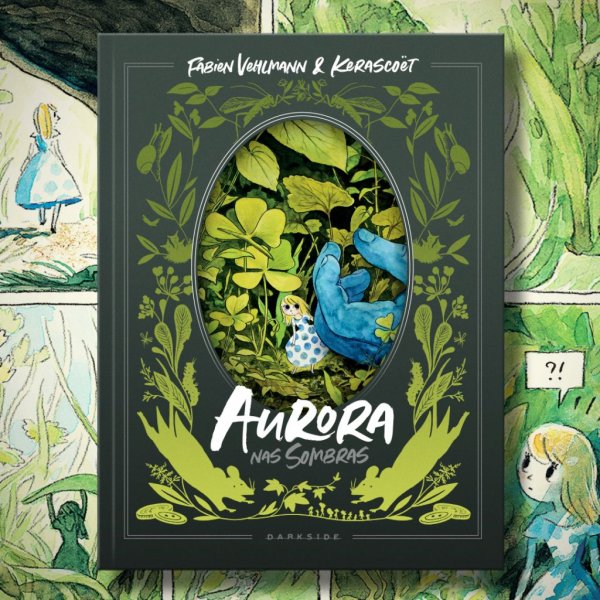 FABIEN VEHLMANN & KERASCOËT
AURORA
NAS SOMBRAS
DARKSIDE
?!